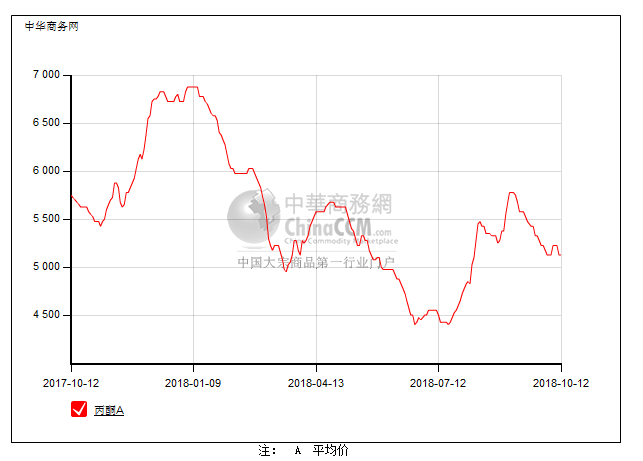 中华商务网
7 000
6 500
6 000
5 500
5 000
4 500
中華商務網
ChinaCCM.com
China Commodity Marketplace
中国大宗商品第一行业门户
2017-10-12 2018-01-09 2018-04-13 2018-07-12 2018-10-12
丙酮A
注： A 平均价